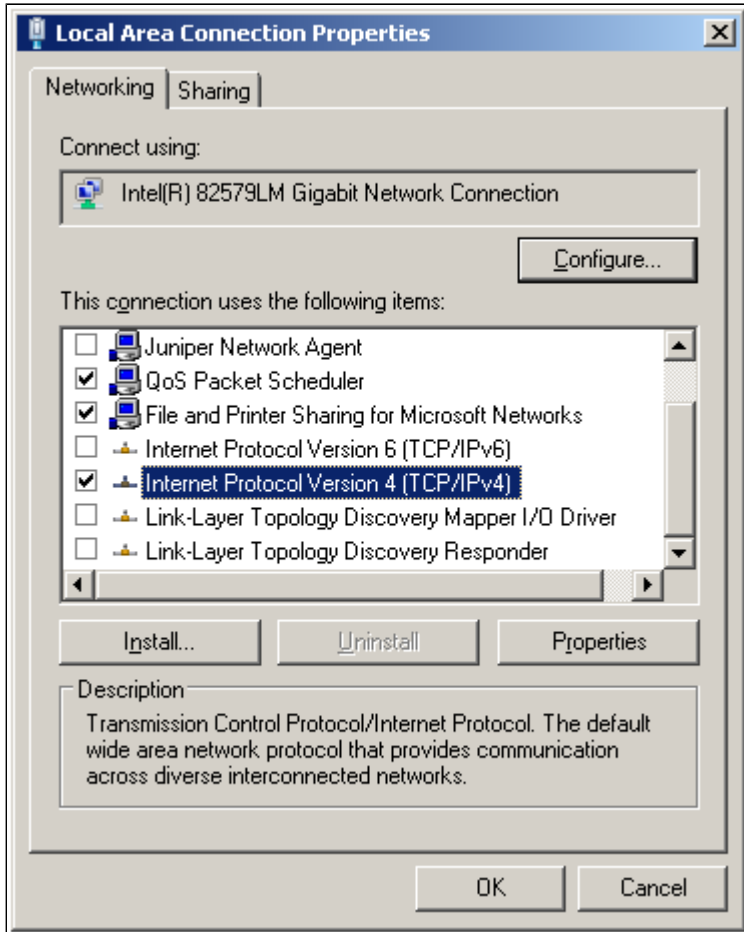 Local Area Connection Properties
Networking
Sharing
Connect using:
Intel(R) 82579LM Gigabit Network Connection
Configure...
This connection uses the following items:
Juniper Network Agent
QoS Packet Scheduler
File and Printer Sharing for Microsoft Networks
Internet Protocol Version 6 (TCP/IPv6)
Internet Protocol Version 4 (TCP/IPv4)
Link-Layer Topology Discovery Mapper I/O Driver
Link-Layer Topology Discovery Responder
Install...
Uninstall
Properties
Description
Transmission Control Protocol/Internet Protocol. The default
wide area network protocol that provides communication
across diverse interconnected networks.
OK
Cancel